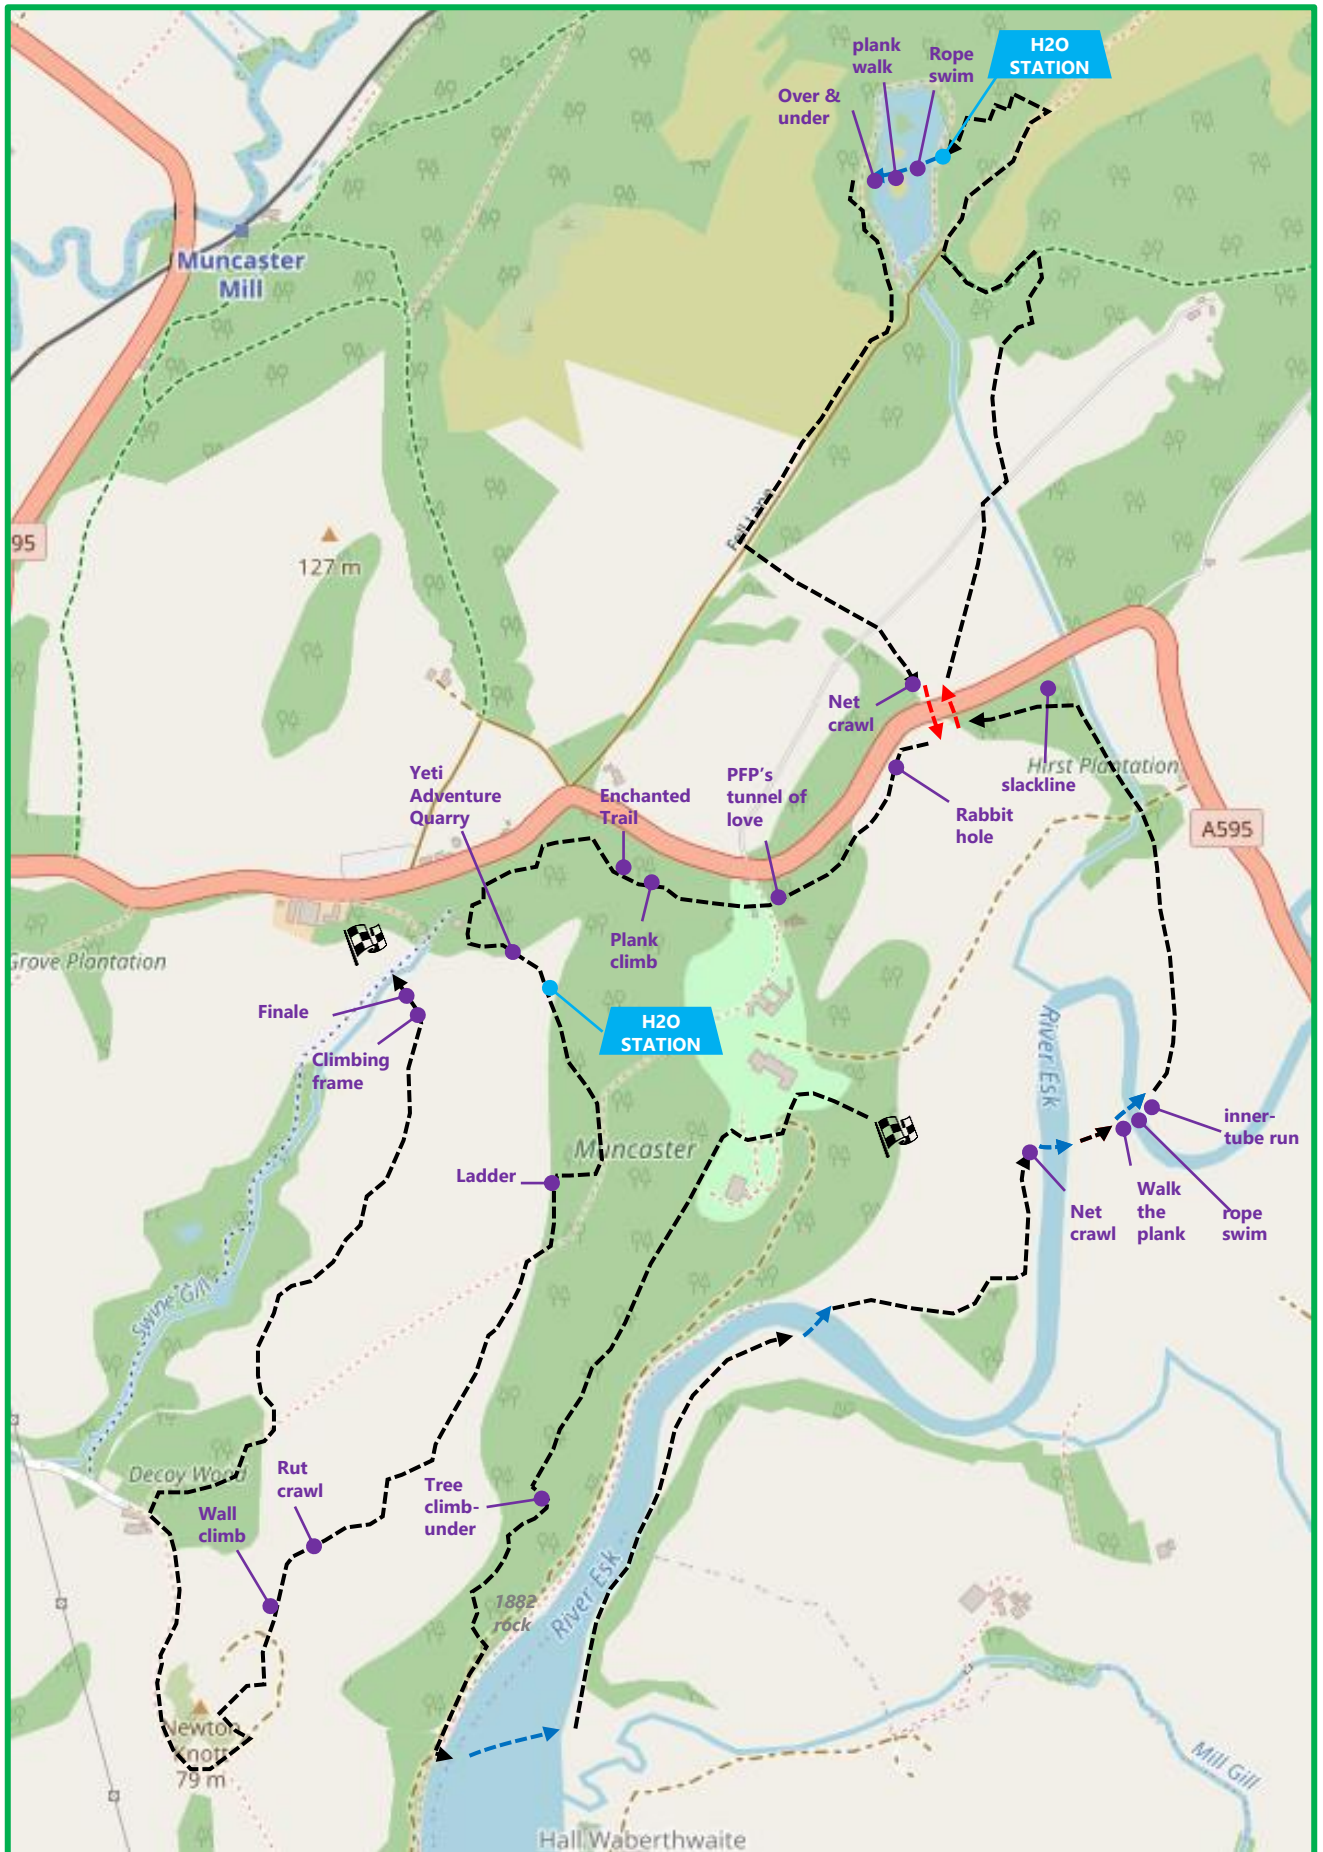 plank
walk
Rope
swim
H2O
STATION
Over &
under
Muncaster
Mill
Fell Lane
95
127 m
Net
crawl
Hirst Plantation
slackline
Yeti
Adventure
Quarry
Enchanted
Trail
PFP's
tunnel of
love
Rabbit
hole
A595
Plank
climb
Grove Plantation
Finale
H2O
STATION
Climbing
frame
River Esk
inner-
tube run
Muncaster
Ladder
Net
crawl
Walk
the
plank
rope
swim
Swine Gill
Decoy Wood
Rut
crawl
Wall
climb
Tree
climb-
under
1882
rock
River Esk
Newton
Knott
79 m
Mill Gill
Hall Waberthwaite